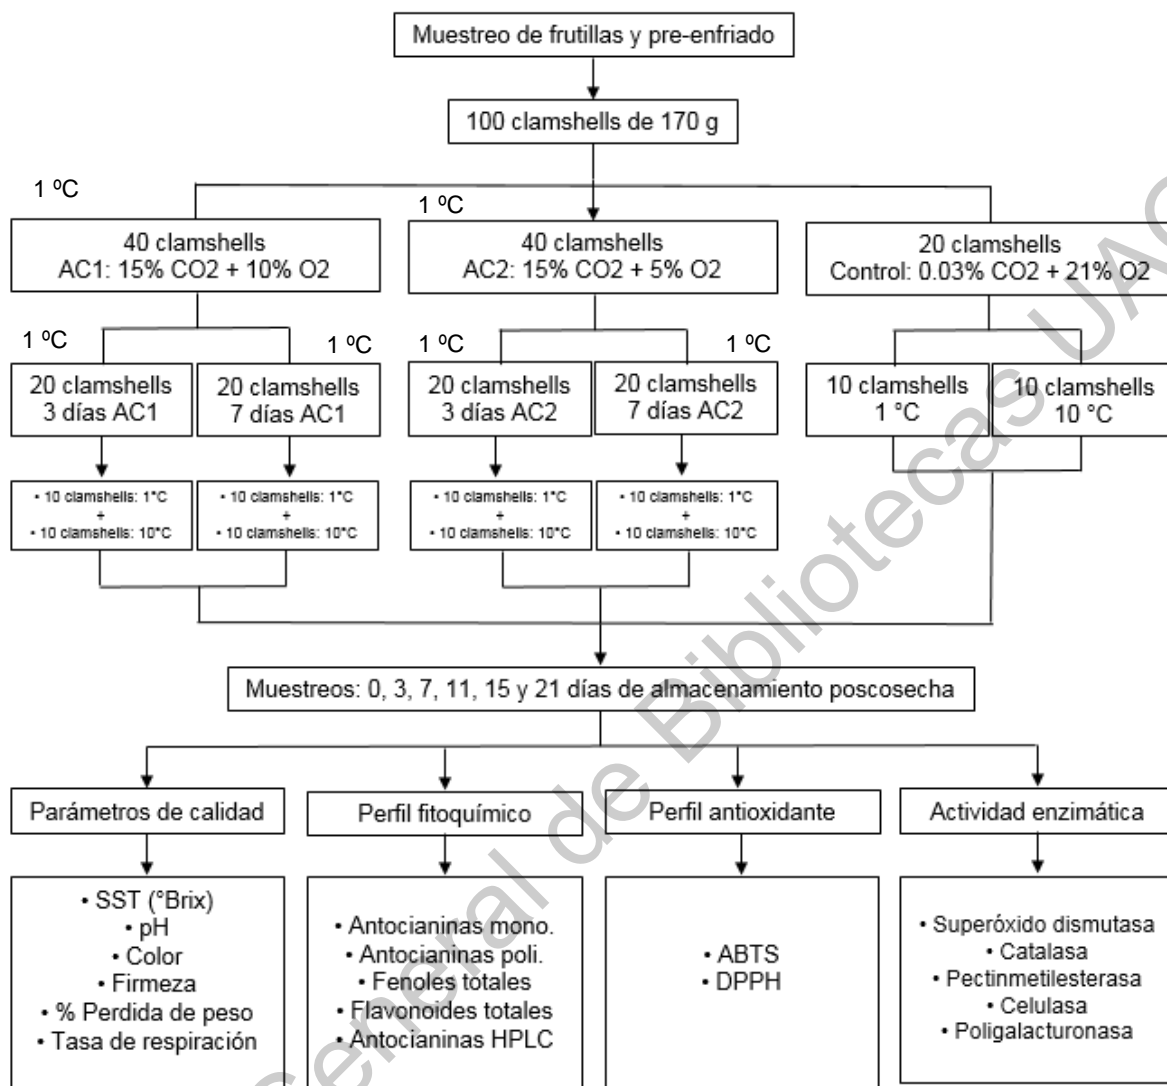 Muestreo de frutillas y pre-enfriado
100 clamshells de 170 g
1 ºC
1 ºC
40 clamshells
AC1: 15% CO2 + 10% O2
40 clamshells
AC2: 15% CO2 + 5% O2
20 clamshells
Control: 0.03% CO2 + 21% O2
1 ºC
1 ºC
1 ºC
1 ºC
20 clamshells
3 días AC1
20 clamshells
7 días AC1
20 clamshells
3 días AC2
20 clamshells
7 días AC2
10 clamshells
1 °C
10 clamshells
10 °C
• 10 clamshells: 1°C
+
• 10 clamshells: 10°C
• 10 clamshells: 1°C
+
• 10 clamshells: 10°C
• 10 clamshells: 1°C
+
• 10 clamshells: 10°C
• 10 clamshells: 1°C
+
• 10 clamshells: 10°C
Muestreos: 0, 3, 7, 11, 15 y 21 días de almacenamiento poscosecha
Parámetros de calidad
Perfil fitoquímico
Perfil antioxidante
Actividad enzimática
• SST (°Brix)
• pH
• Color
• Firmeza
• % Perdida de peso
• Tasa de respiración
• Antocianinas mono.
• Antocianinas poli.
• Fenoles totales
• Flavonoides totales
• Antocianinas HPLC
• ABTS
• DPPH
• Superóxido dismutasa
• Catalasa
• Pectinmetilesterasa
• Celulasa
• Poligalacturonasa
General de Bibliotecas